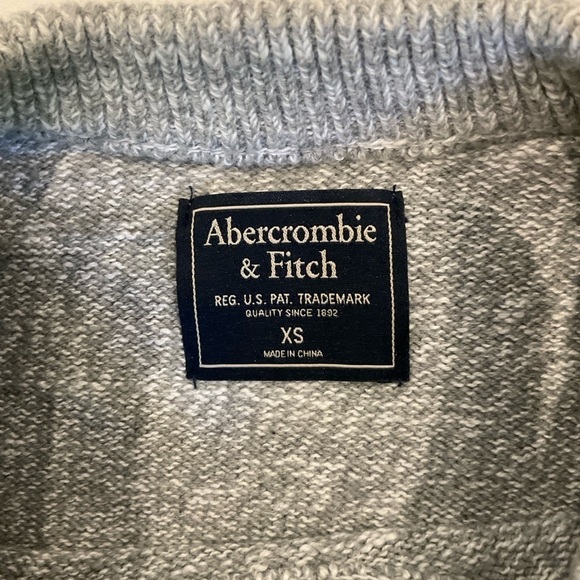 Abercrombie
& Fitch
REG. U.S. PAT. TRADEMARK
QUALITY SINCE 1892
XS
MADE IN CHINA